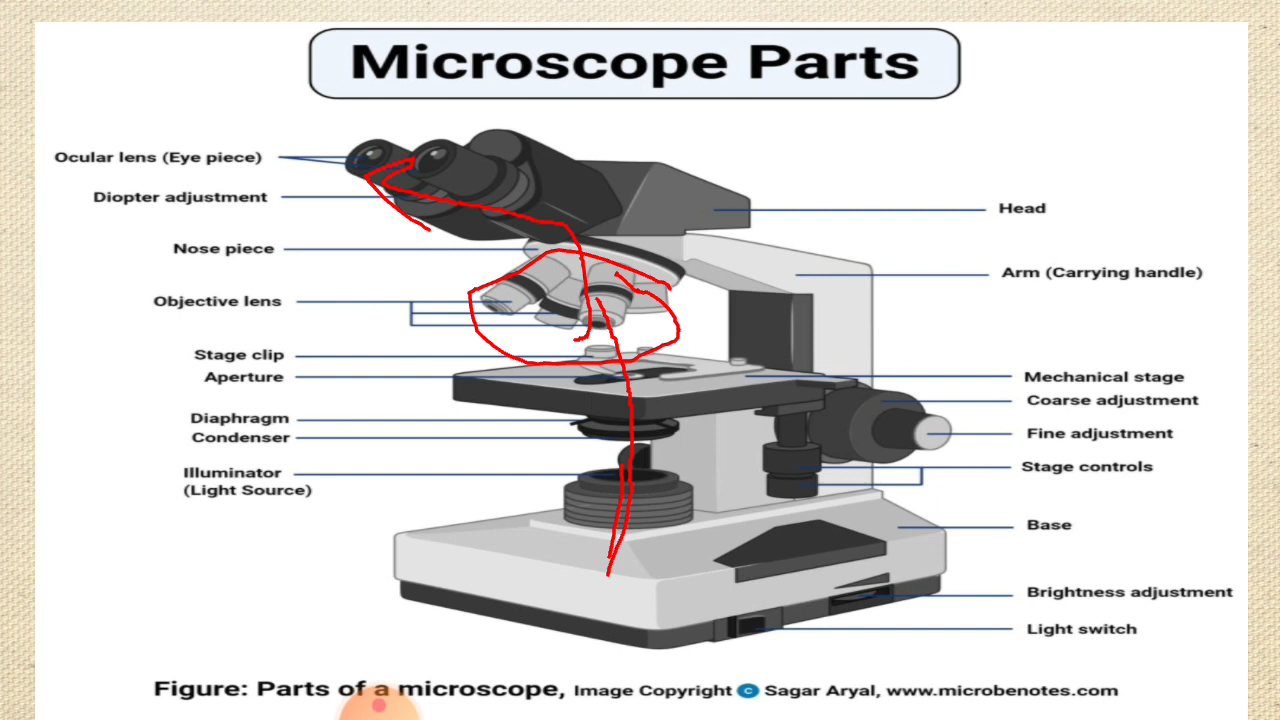 Microscope Parts
Ocular lens (Eye piece)
Diopter adjustment
Nose piece
Objective lens
Stage clip
Aperture
Diaphragm
Condenser
Illuminator
(Light Source)
Head
Arm (Carrying handle)
Mechanical stage
Coarse adjustment
Fine adjustment
Stage controls
Base
Brightness adjustment
Light switch
Figure: Parts of a microscope, Image Copyright © Sagar Aryal, www.microbenotes.com